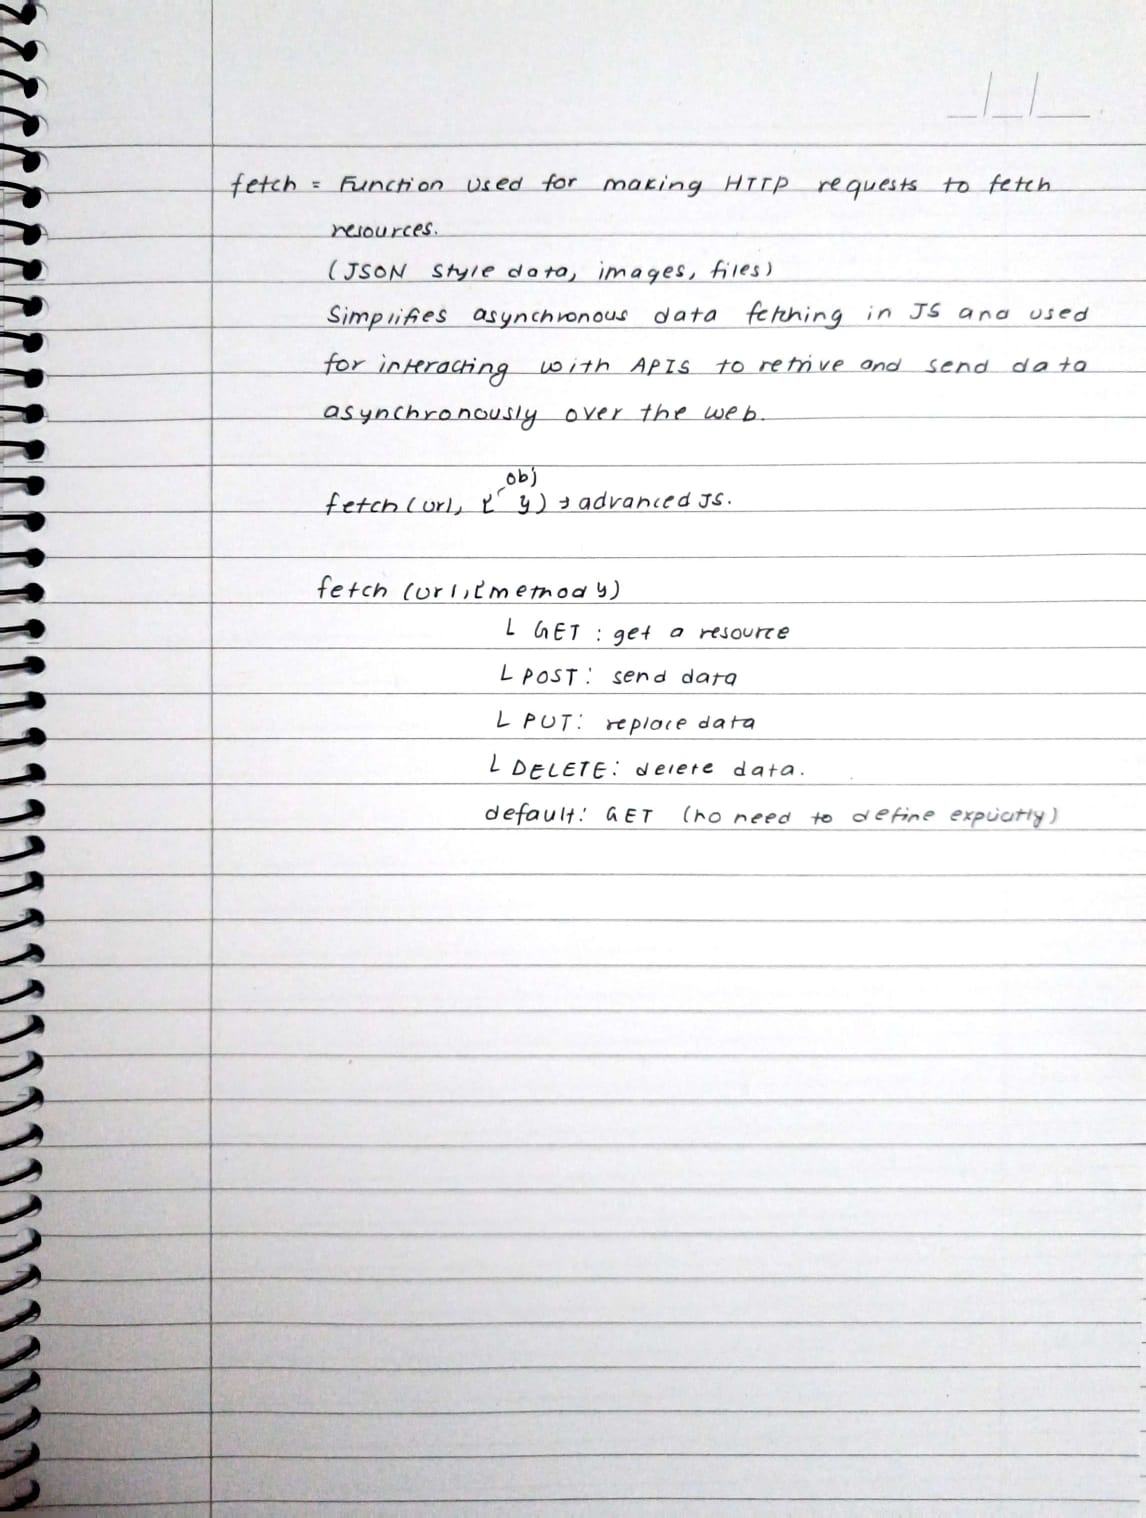 fetch = Function used for making HTTP requests to fetch
resources.
(JSON style data, images, files)
Simplifies asynchronous data fetching in JS and used
for interacting with APIS to retrive and send data
asynchronously over the web.
obj
fetch (url, { }) → advanced JS.
fetch (url, {method})
L GET : get a resource
L POST: send data
L PUT: replace data
L DELETE: delete data.
default: GET (no need to define explicitly)